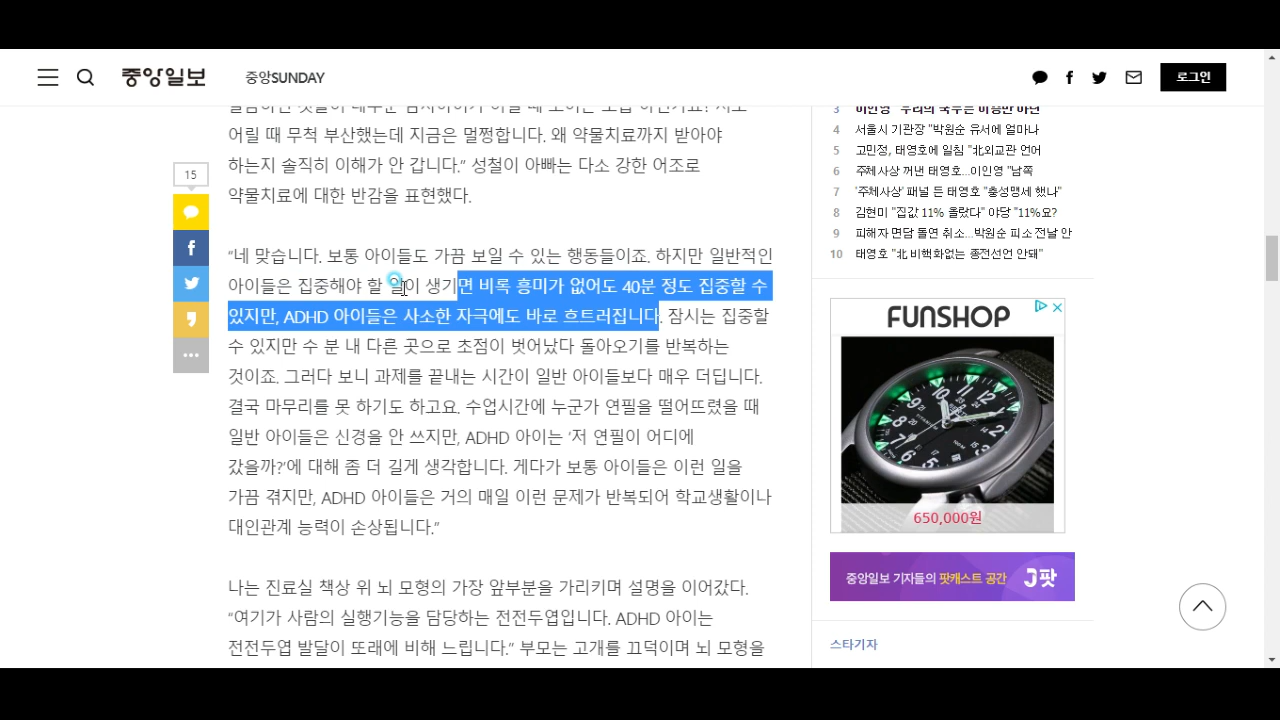 중앙일보
중앙SUNDAY
로그인
어릴 때 무척 부산했는데 지금은 멀쩡합니다. 왜 약물치료까지 받아야
하는지 솔직히 이해가 안 갑니다.” 성철이 아빠는 다소 강한 어조로
약물치료에 대한 반감을 표현했다.
15
“네 맞습니다. 보통 아이들도 가끔 보일 수 있는 행동들이죠. 하지만 일반적인
아이들은 집중해야 할 일이 생기면 비록 흥미가 없어도 40분 정도 집중할 수
있지만, ADHD 아이들은 사소한 자극에도 바로 흐트러집니다. 잠시는 집중할
수 있지만 수 분 내 다른 곳으로 초점이 벗어났다 돌아오기를 반복하는
것이죠. 그러다 보니 과제를 끝내는 시간이 일반 아이들보다 매우 더딥니다.
결국 마무리를 못 하기도 하고요. 수업시간에 누군가 연필을 떨어뜨렸을 때
일반 아이들은 신경을 안 쓰지만, ADHD 아이는 ‘저 연필이 어디에
갔을까?’에 대해 좀 더 길게 생각합니다. 게다가 보통 아이들은 이런 일을
가끔 겪지만, ADHD 아이들은 거의 매일 이런 문제가 반복되어 학교생활이나
대인관계 능력이 손상됩니다.”
나는 진료실 책상 위 뇌 모형의 가장 앞부분을 가리키며 설명을 이어갔다.
“여기가 사람의 실행기능을 담당하는 전전두엽입니다. ADHD 아이는
전전두엽 발달이 또래에 비해 느립니다.” 부모는 고개를 끄덕이며 뇌 모형을
3 이인영 "우리의 국부는
4 서울시 기관장 "박원순 유서에 얼마나
5 고민정, 태영호에 일침 "北외교관 언어
6 주체사상 꺼낸 태영호...이인영 "남쪽
7 '주체사상' 패널 든 태영호 "충성맹세 했나"
8 김현미 "집값 11% 올랐다" 야당 "11%요?
9 피해자 면담 돌연 취소...박원순 피소 전날 안
10 태영호 "北 비핵화없는 종전선언 안돼"
FUNSHOP
650,000원
중앙일보 기자들의 팟캐스트 공간 J팟
스타기자